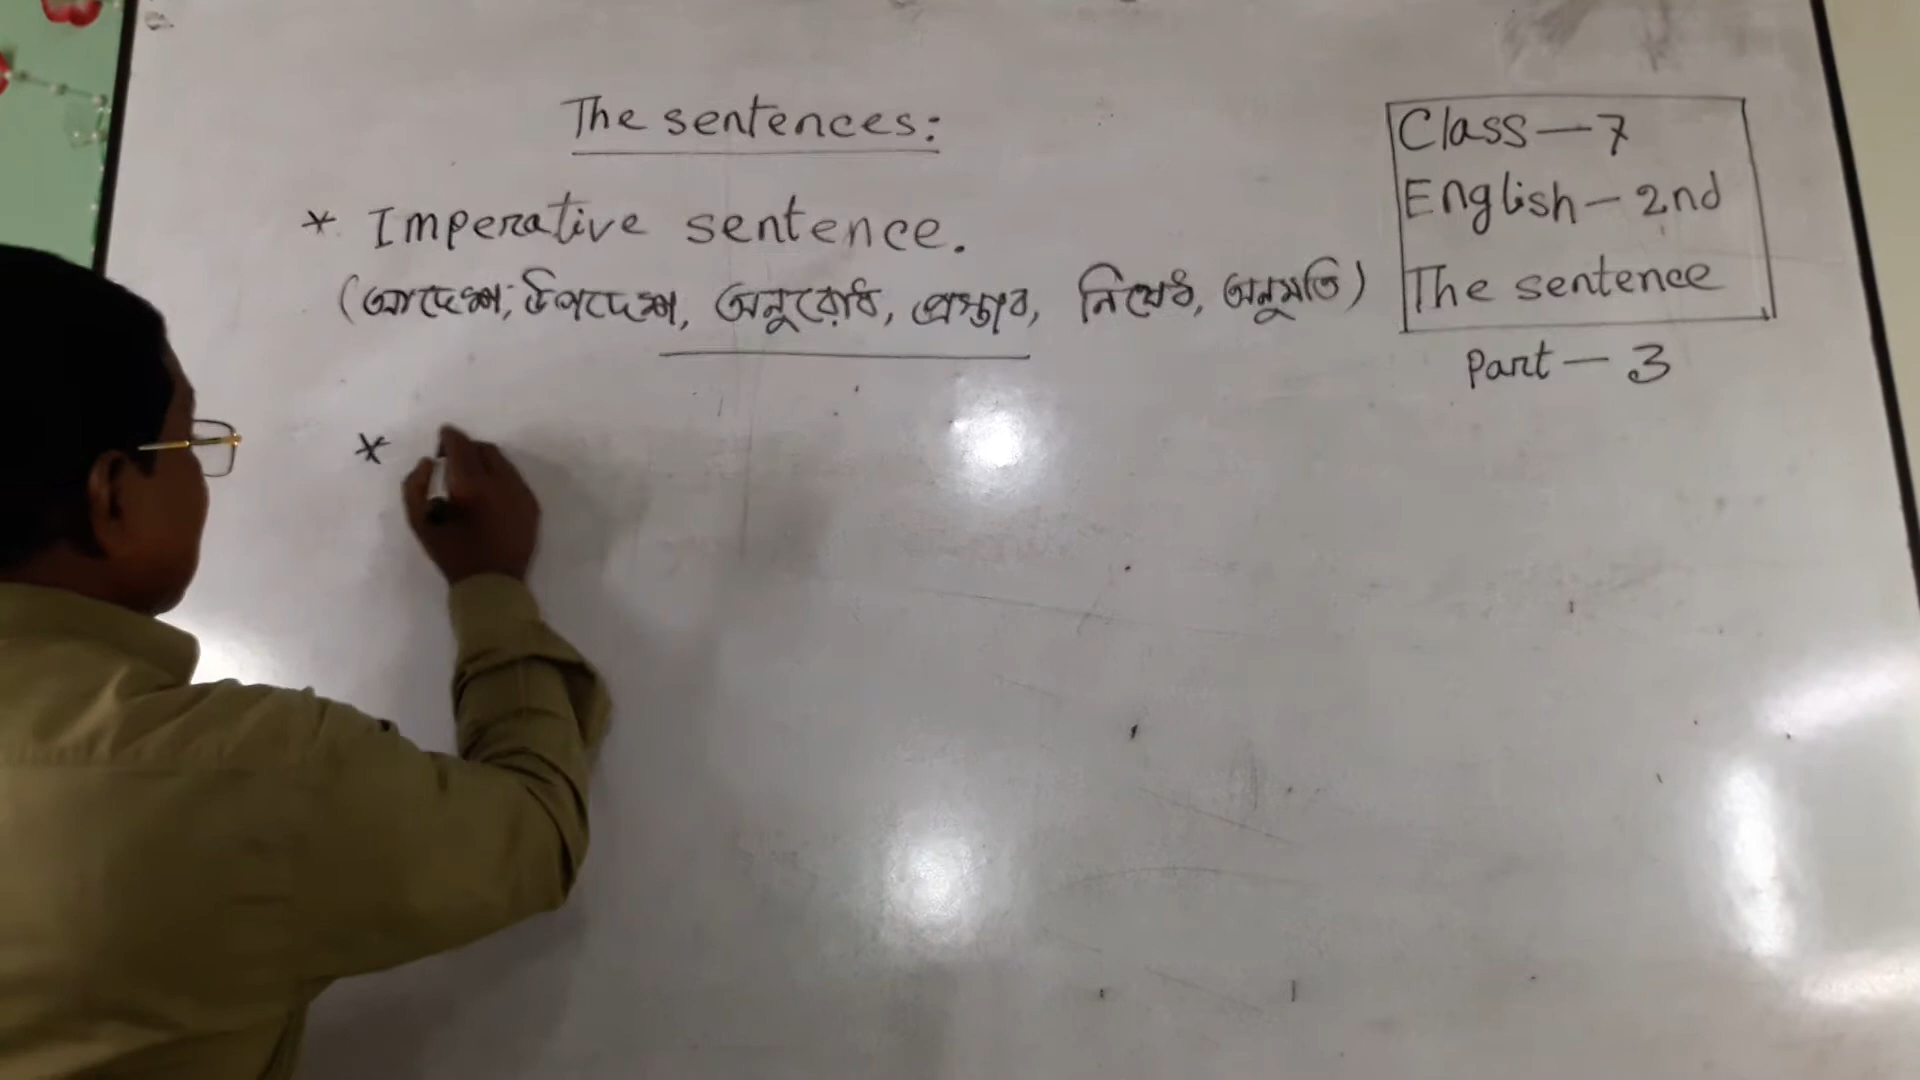 The sentences:
* Imperative sentence.
(আদেশ, উপদেশ, অনুরোধ, প্রস্তাব, নিষেধ, অনুমতি)
*
Class — 7
English — 2nd
The sentence
Part — 3